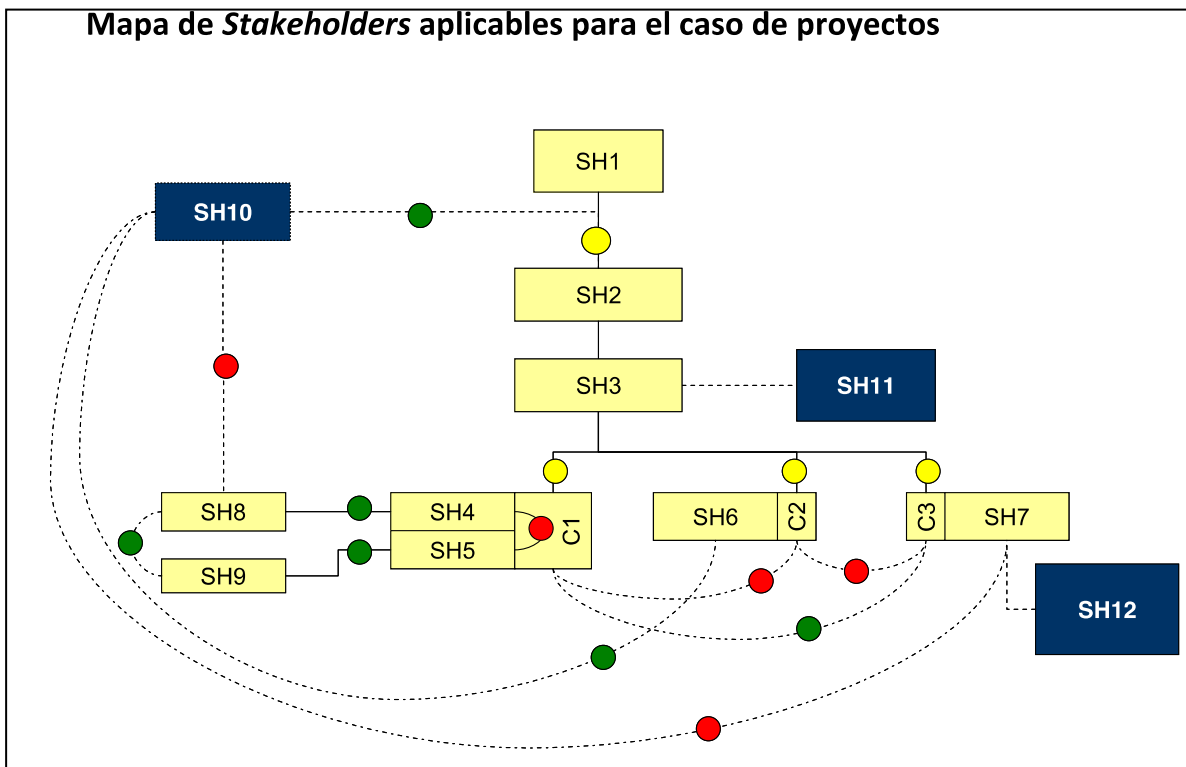 Mapa de Stakeholders aplicables para el caso de proyectos
SH1
SH10
SH2
SH3
SH11
SH8
SH4
C1
SH6
C2
C3
SH7
SH5
SH9
SH12